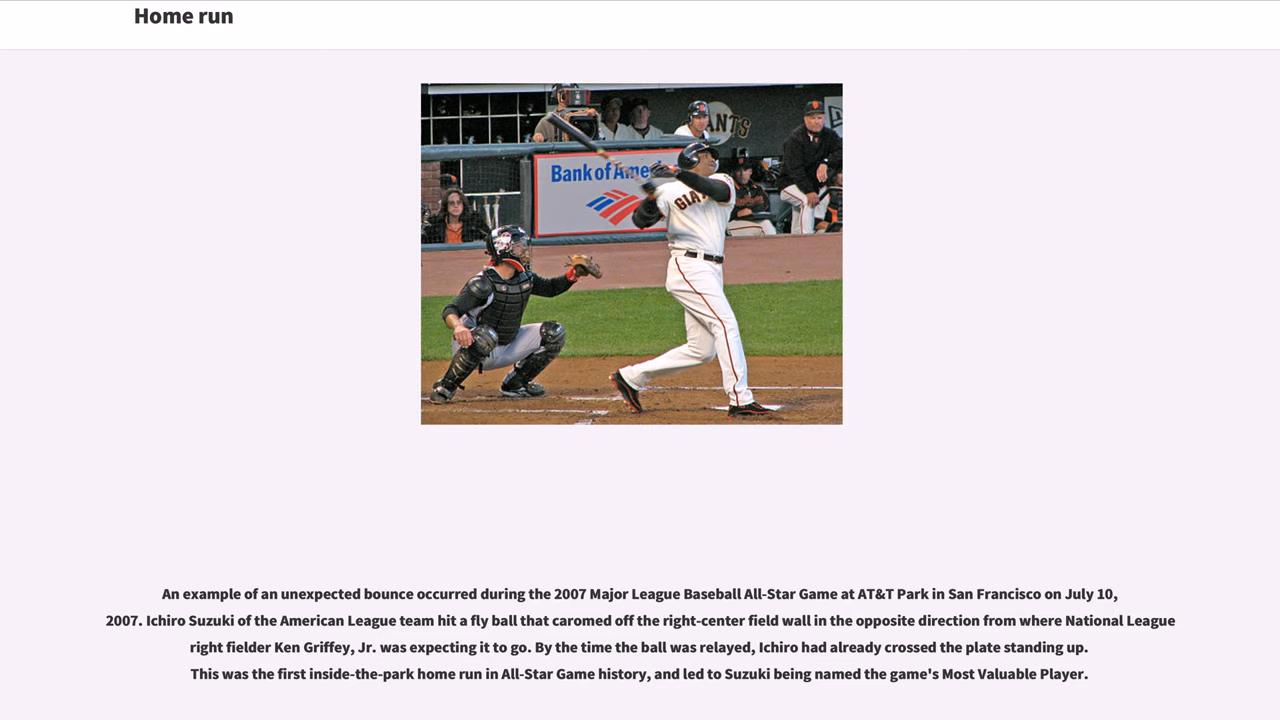 Home run
ANTS
Bank of Ame
GIA
An example of an unexpected bounce occurred during the 2007 Major League Baseball All-Star Game at AT&T Park in San Francisco on July 10,
2007. Ichiro Suzuki of the American League team hit a fly ball that caromed off the right-center field wall in the opposite direction from where National League
right fielder Ken Griffey, Jr. was expecting it to go. By the time the ball was relayed, Ichiro had already crossed the plate standing up.
This was the first inside-the-park home run in All-Star Game history, and led to Suzuki being named the game's Most Valuable Player.